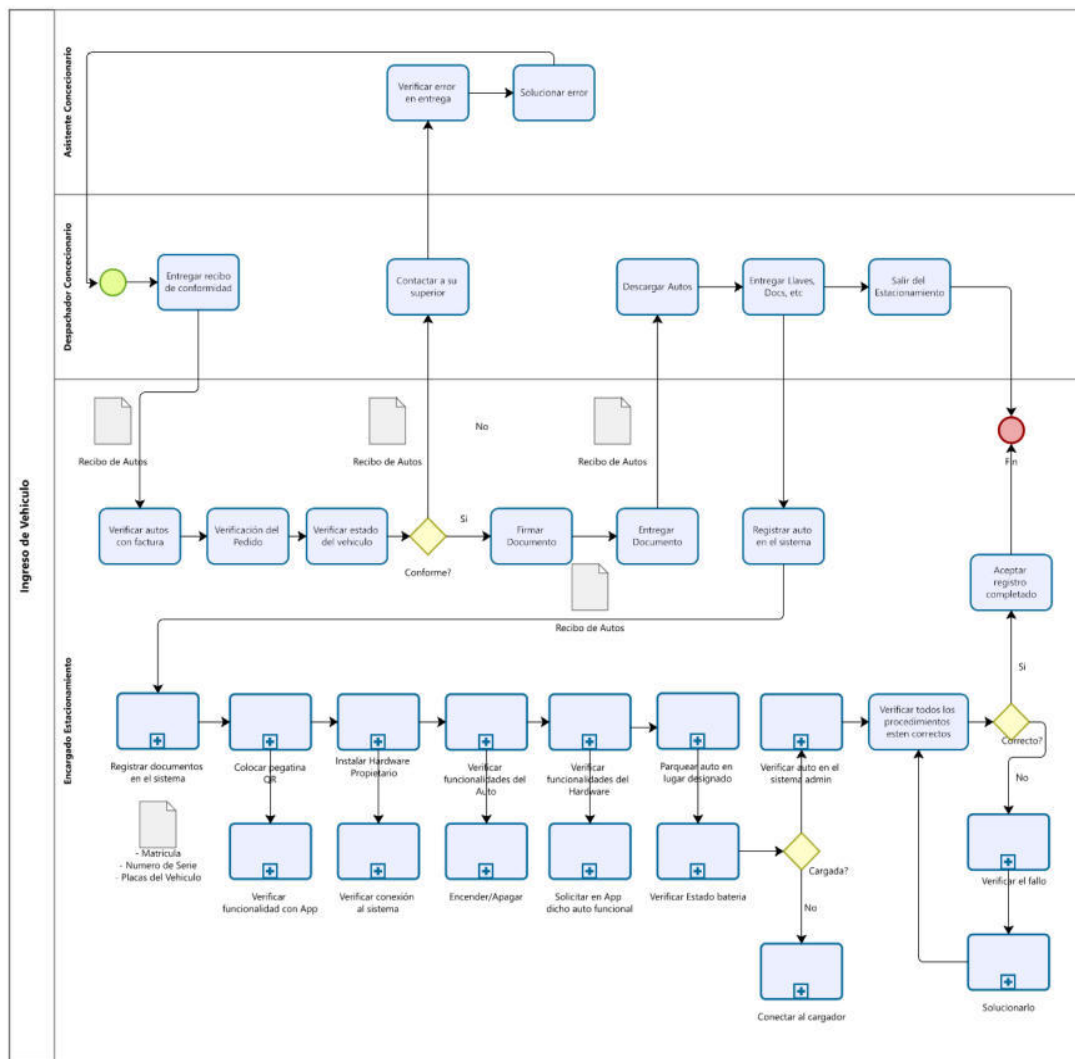 Ingreso de Vehiculo
Asistente Concecionario
Verificar error
en entrega
Solucionar error
Despachador Concecionario
Entregar recibo
de conformidad
Contactar a su
superior
Descargar Autos
Entregar Llaves,
Docs, etc
Salir del
Estacionamiento
Encargado Estacionamiento
Recibo de Autos
Recibo de Autos
No
Recibo de Autos
Fin
Verificar autos
con factura
Verificación del
Pedido
Verificar estado
del vehiculo
Conforme?
Si
Firmar
Documento
Entregar
Documento
Registrar auto
en el sistema
Recibo de Autos
Aceptar
registro
completado
Si
Registrar documentos
en el sistema
Colocar pegatina
QR
Instalar Hardware
Propietario
Verificar
funcionalidades del
Auto
Verificar
funcionalidades del
Hardware
Parquear auto en
lugar designado
Verificar auto en el
sistema admin
Verificar todos los
procedimientos
esten correctos
Correcto?
No
- Matricula
- Numero de Serie
- Placas del Vehiculo
Verificar
funcionalidad con App
Verificar conexión
al sistema
Encender/Apagar
Solicitar en App
dicho auto funcional
Verificar Estado bateria
Cargada?
No
Verificar el fallo
Conectar al cargador
Solucionarlo